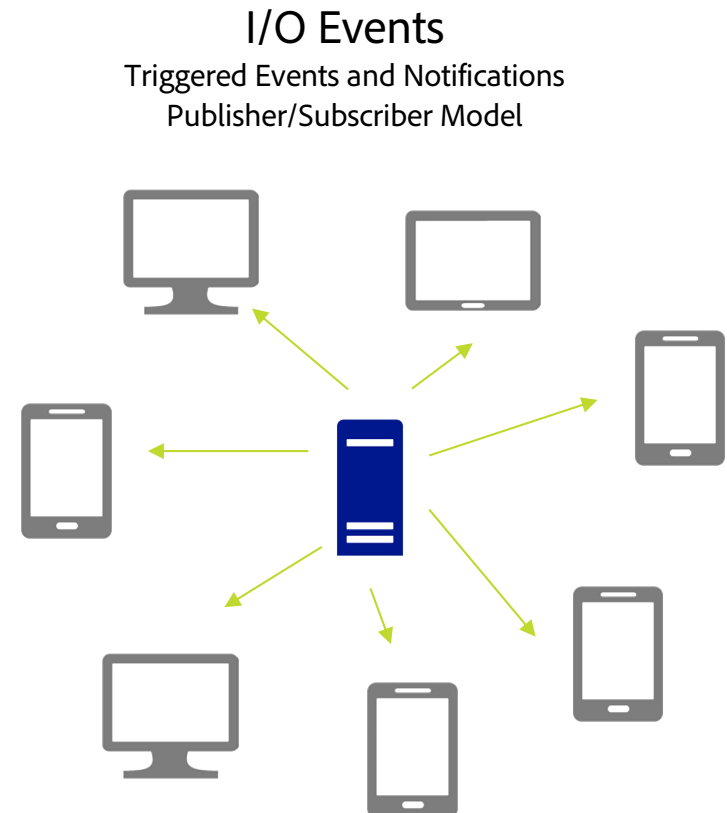 I/O Events
Triggered Events and Notifications
Publisher/Subscriber Model